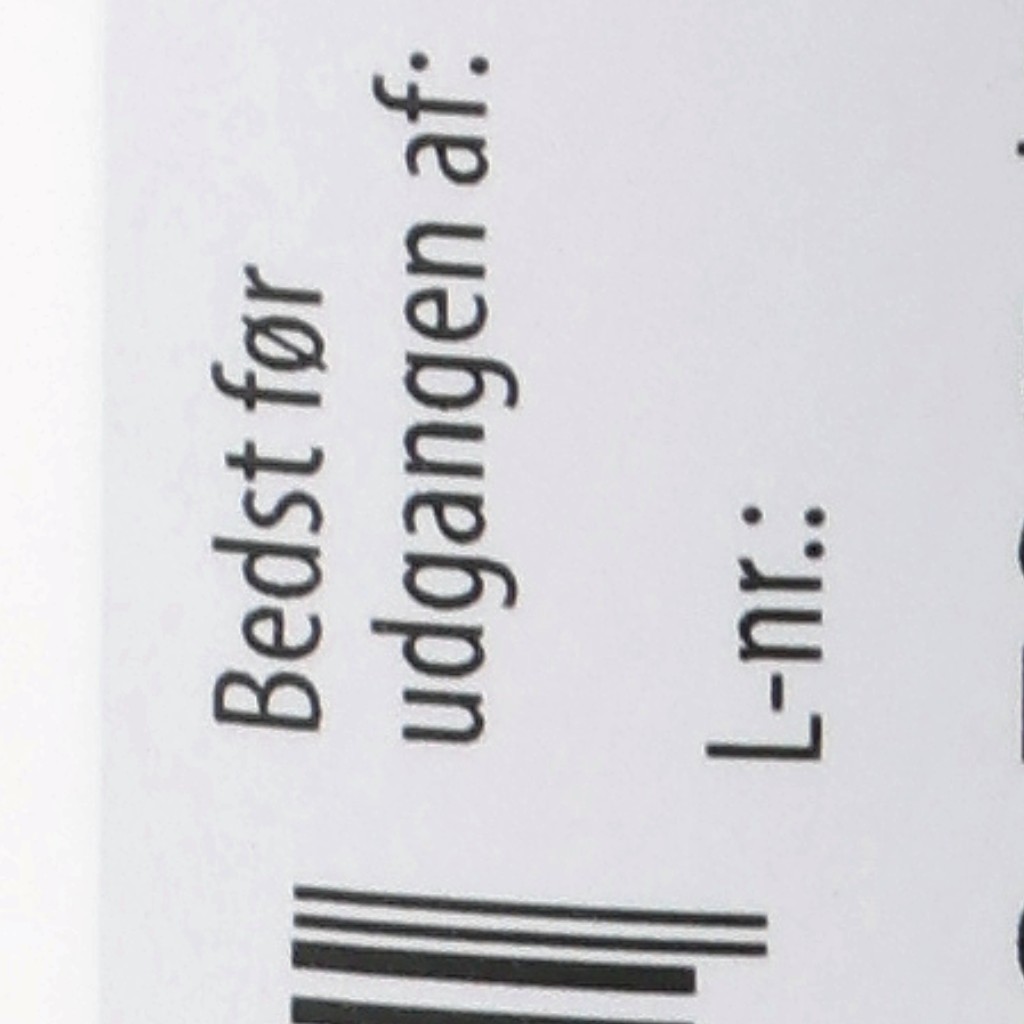 Bedst før
udgangen af:
L-nr.: